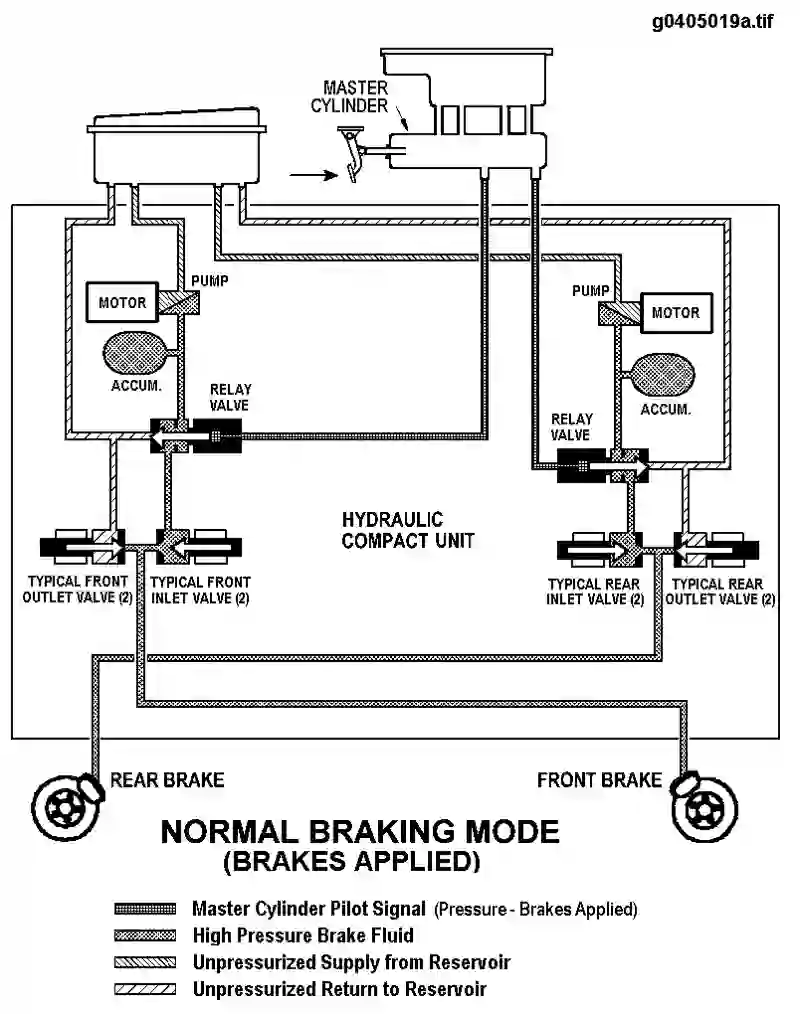 g0405019a.tif
MASTER
CYLINDER
PUMP
MOTOR
PUMP
MOTOR
ACCUM.
RELAY
VALVE
ACCUM.
RELAY
VALVE
HYDRAULIC
COMPACT UNIT
TYPICAL FRONT
OUTLET VALVE (2)
TYPICAL FRONT
INLET VALVE (2)
TYPICAL REAR
INLET VALVE (2)
TYPICAL REAR
OUTLET VALVE (2)
REAR BRAKE
FRONT BRAKE
NORMAL BRAKING MODE
(BRAKES APPLIED)
Master Cylinder Pilot Signal (Pressure - Brakes Applied)
High Pressure Brake Fluid
Unpressurized Supply from Reservoir
Unpressurized Return to Reservoir